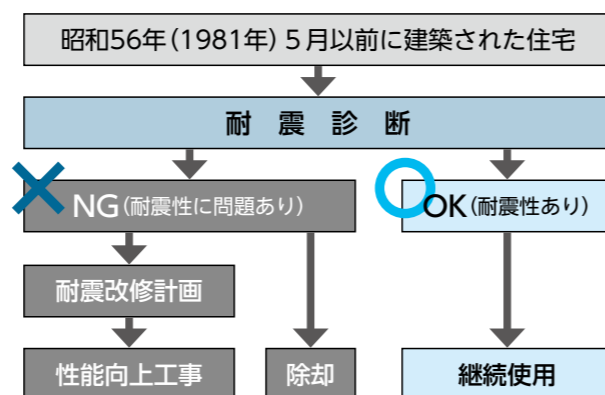 昭和56年(1981年)5月以前に建築された住宅
耐震診断
NG(耐震性に問題あり)
OK(耐震性あり)
耐震改修計画
性能向上工事
除却
継続使用